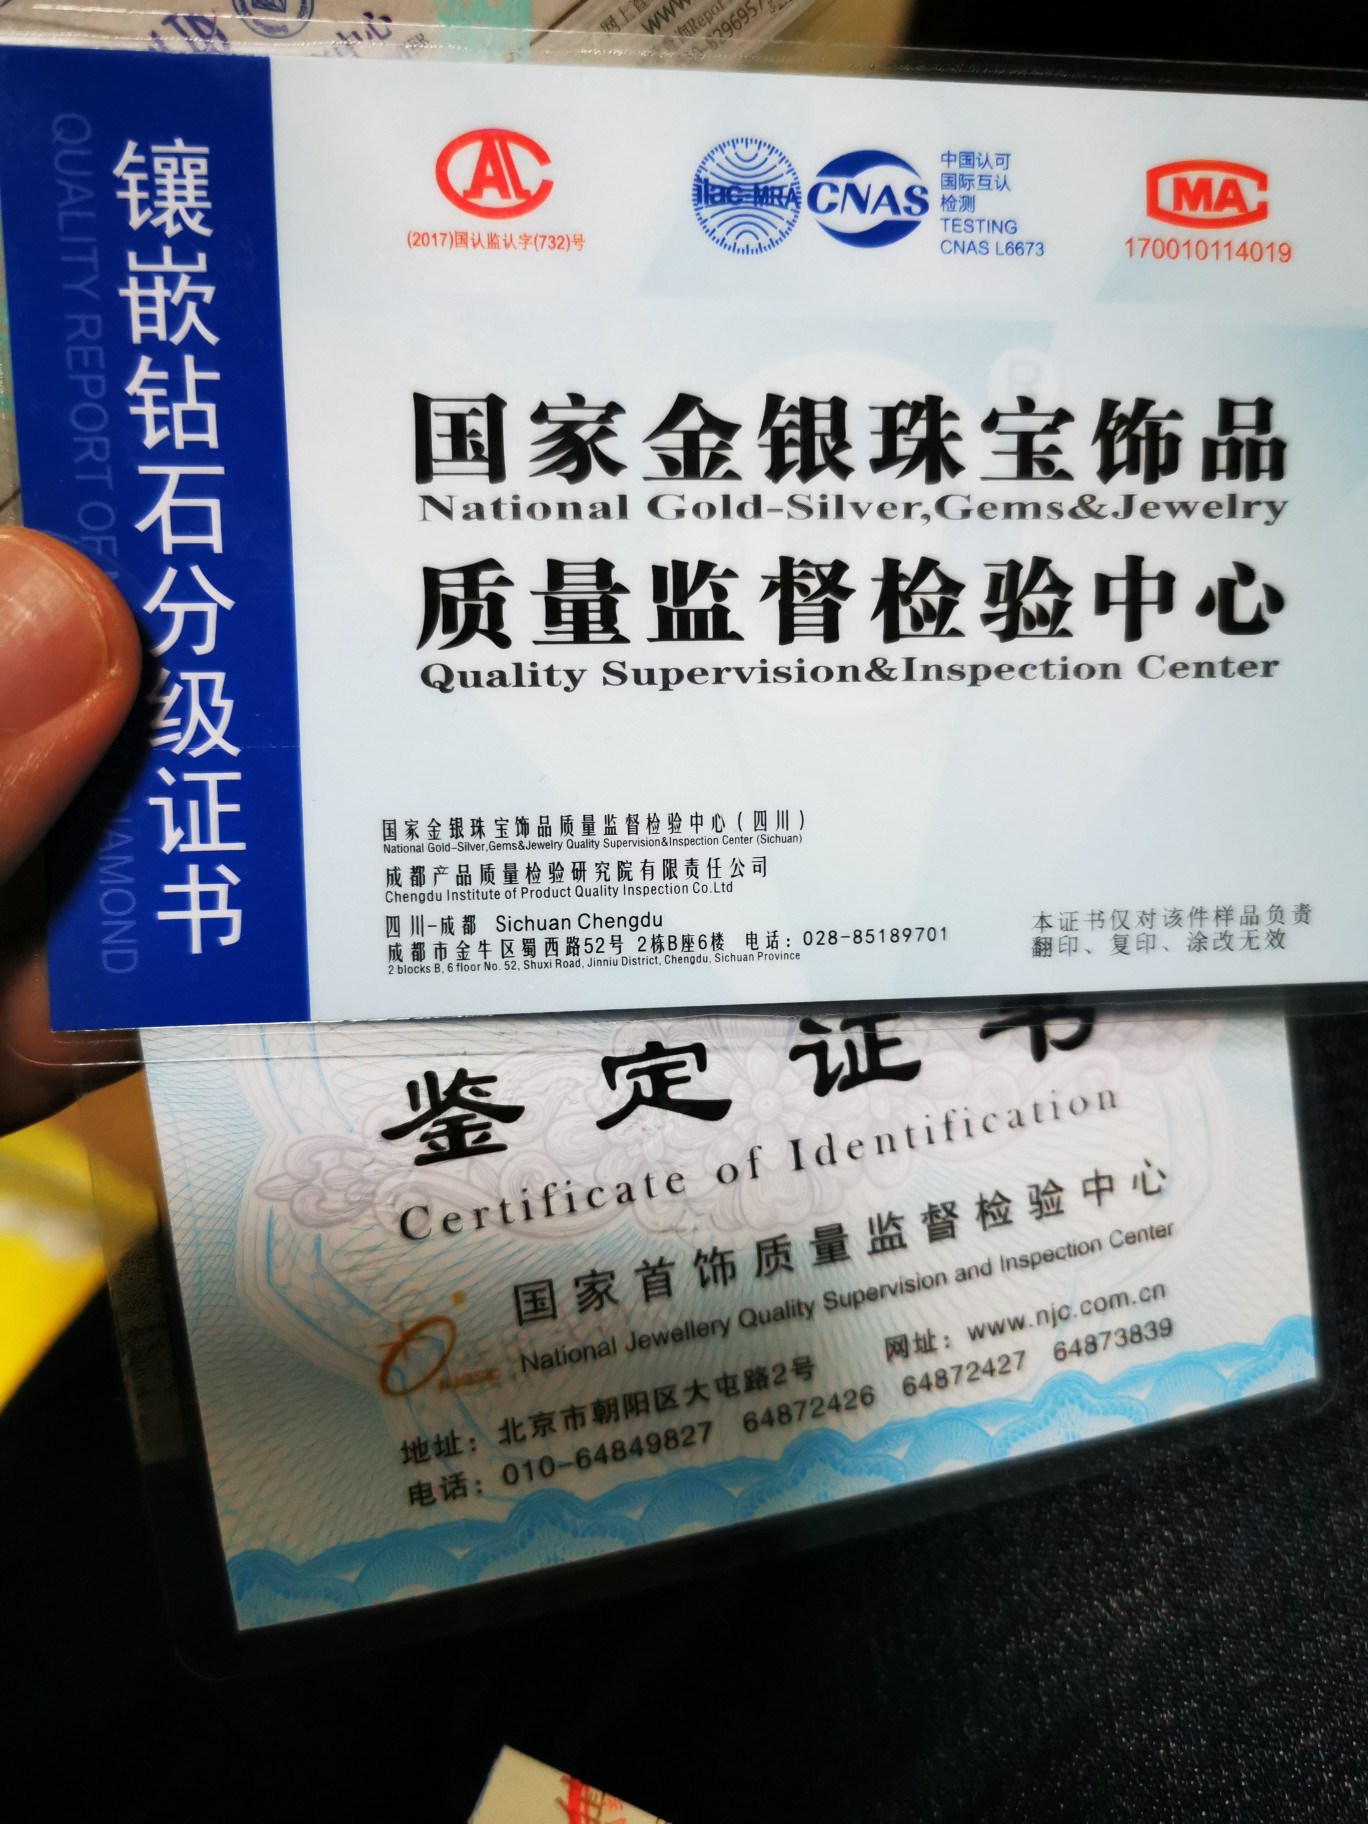 中心
网上查
www.
镶嵌钻石分级证书
QUALITY REPORT OF
DIAMOND
CAL
(2017)国认监认字(732)号
ilac-MRA
CNAS
中国认可
国际互认
检测
TESTING
CNAS L6673
MA
170010114019
国家金银珠宝饰品
National Gold-Silver,Gems&Jewelry
质量监督检验中心
Quality Supervision&Inspection Center
国家金银珠宝饰品质量监督检验中心(四川)
National Gold-Silver,Gems&Jewelry Quality Supervision&Inspection Center (Sichuan)
成都产品质量检验研究院有限责任公司
Chengdu Institute of Product Quality Inspection Co.Ltd
四川-成都 Sichuan Chengdu
成都市金牛区蜀西路52号 2栋B座6楼 电话：028-85189701
2 blocks B, 6 floor No. 52, Shuxi Road, Jinniu District, Chengdu, Sichuan Province
本证书仅对该件样品负责
翻印、复印、涂改无效
鉴定证书
Certificate of Identification
国家首饰质量监督检验中心
National Jewellery Quality Supervision and Inspection Center
NJQSIC
网址：www.njc.com.cn
地址：北京市朝阳区大屯路2号
电话：010-64849827 64872426 64872427 64873839